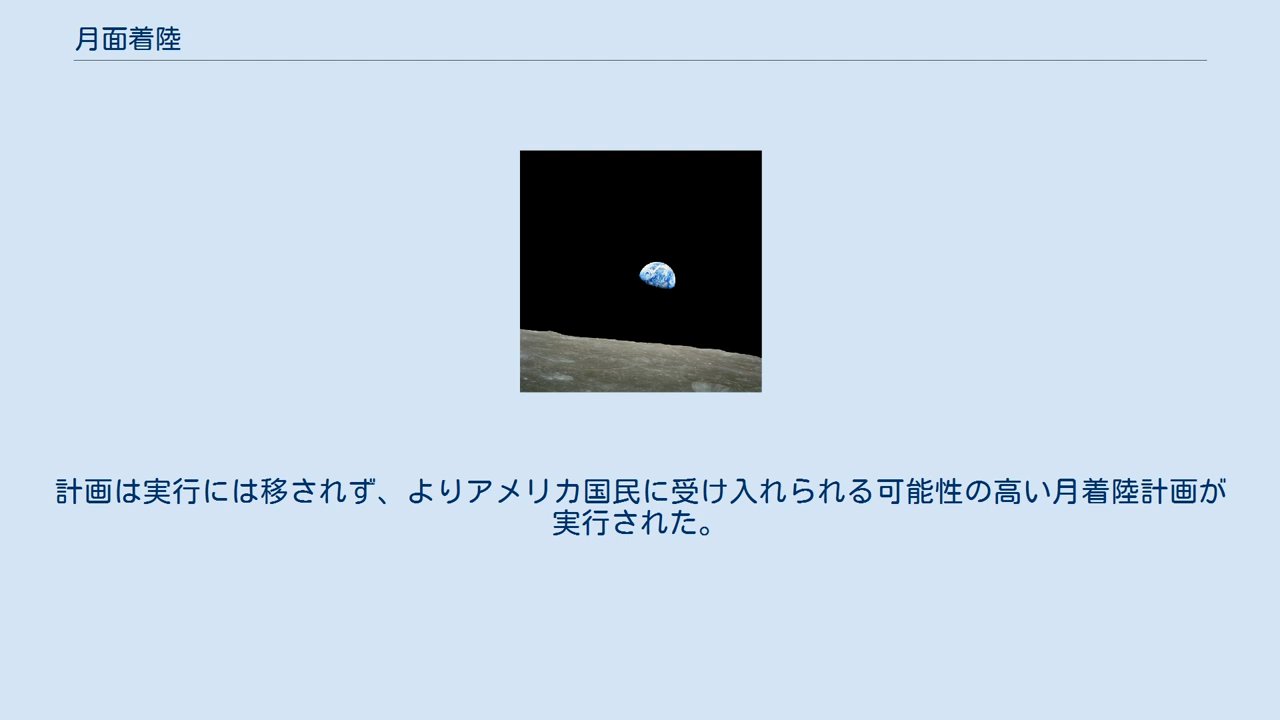 月面着陸
計画は実行には移されず、よりアメリカ国民に受け入れられる可能性の高い月着陸計画が
実行された。